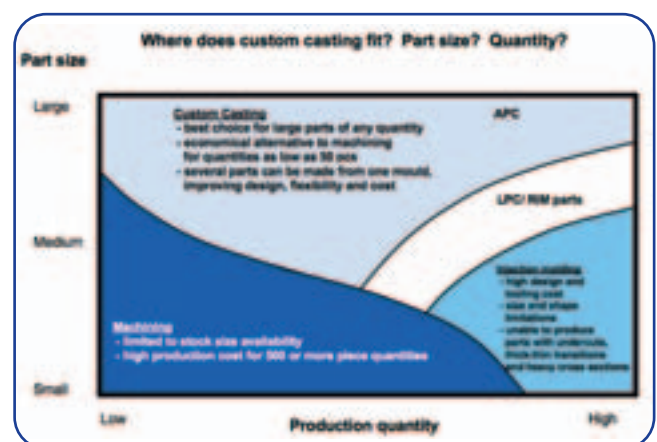 Where does custom casting fit? Part size? Quantity?
Part size
Large
Custom Casting
- best choice for large parts of any quantity
- economical alternative to machining
for quantities as low as 50 pcs
- several parts can be made from one mould,
improving design, flexibility and cost
APC
LPC/ RIM parts
Medium
Injection molding
- high design and
tooling cost
- size and shape
limitations
- unable to produce
parts with undercuts,
thick-thin transitions
and heavy cross sections
Machining
- limited to stock size availability
- high production cost for 500 or more piece quantities
Small
Low
Production quantity
High